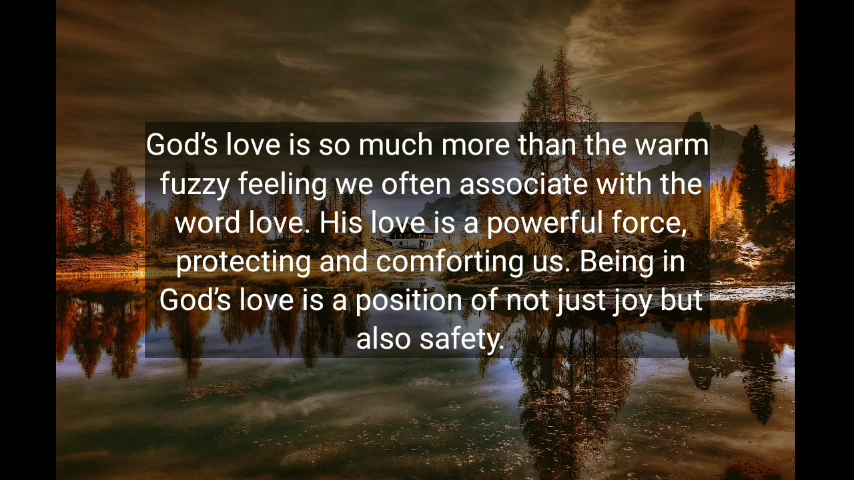 God’s love is so much more than the warm
fuzzy feeling we often associate with the
word love. His love is a powerful force,
protecting and comforting us. Being in
God’s love is a position of not just joy but
also safety.